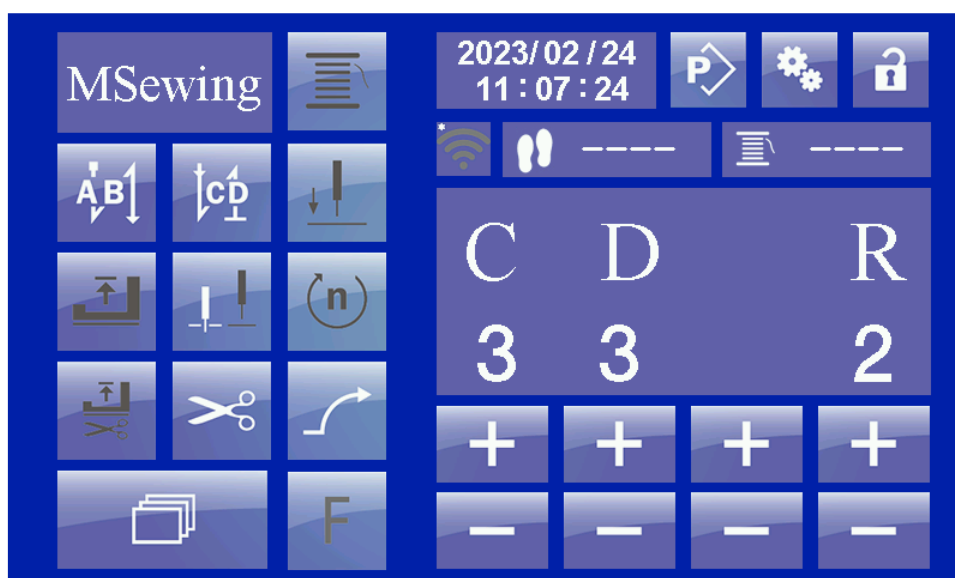 MSewing
2023/02/24
11:07:24
P
---- ----
AB CD
C D R
n
3 3 2
+ + + +
F
- - - -